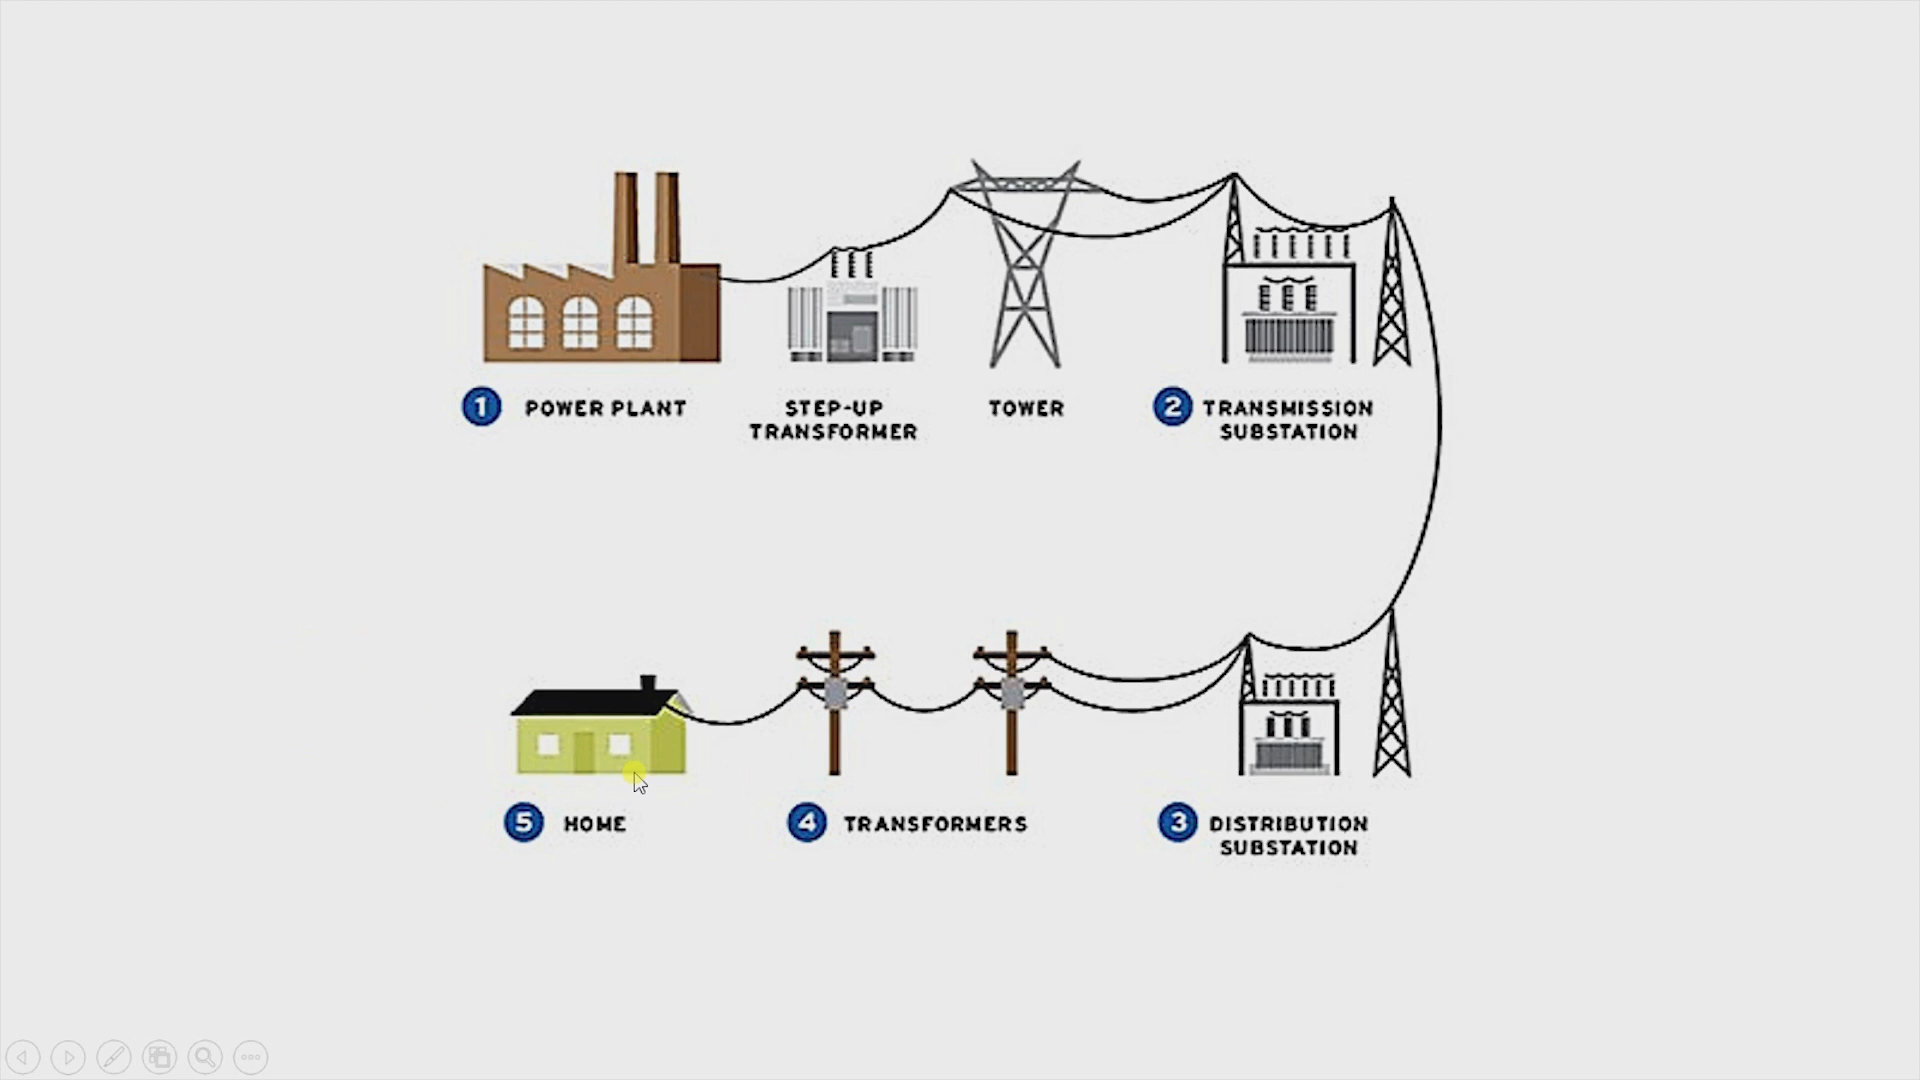 1 POWER PLANT
STEP-UP
TRANSFORMER
TOWER
2 TRANSMISSION
SUBSTATION
5 HOME
4 TRANSFORMERS
3 DISTRIBUTION
SUBSTATION